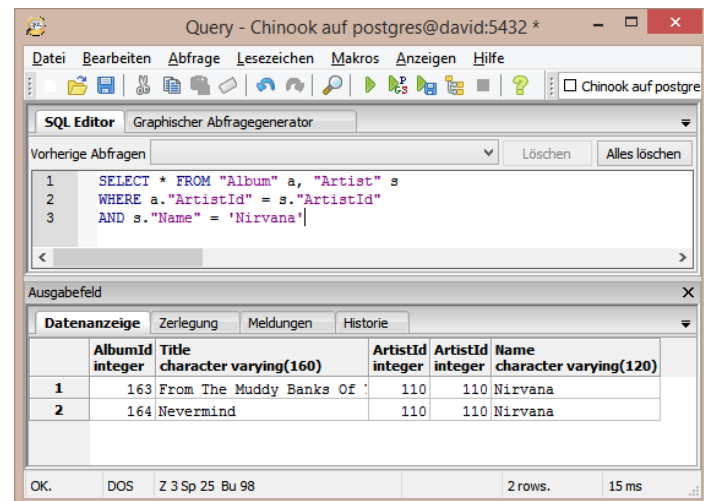 Query - Chinook auf postgres@david:5432 *
Datei Bearbeiten Abfrage Lesezeichen Makros Anzeigen Hilfe
Chinook auf postgre
SQL Editor Graphischer Abfragegenerator
Vorherige Abfragen Löschen Alles löschen
1 SELECT * FROM "Album" a, "Artist" s
2 WHERE a."ArtistId" = s."ArtistId"
3 AND s."Name" = 'Nirvana'
Ausgabefeld
Datenanzeige Zerlegung Meldungen Historie
AlbumId Title ArtistId ArtistId Name
integer character varying(160) integer integer character varying(120)
1 163 From The Muddy Banks Of 110 110 Nirvana
2 164 Nevermind 110 110 Nirvana
OK. DOS Z 3 Sp 25 Bu 98 2 rows. 15 ms